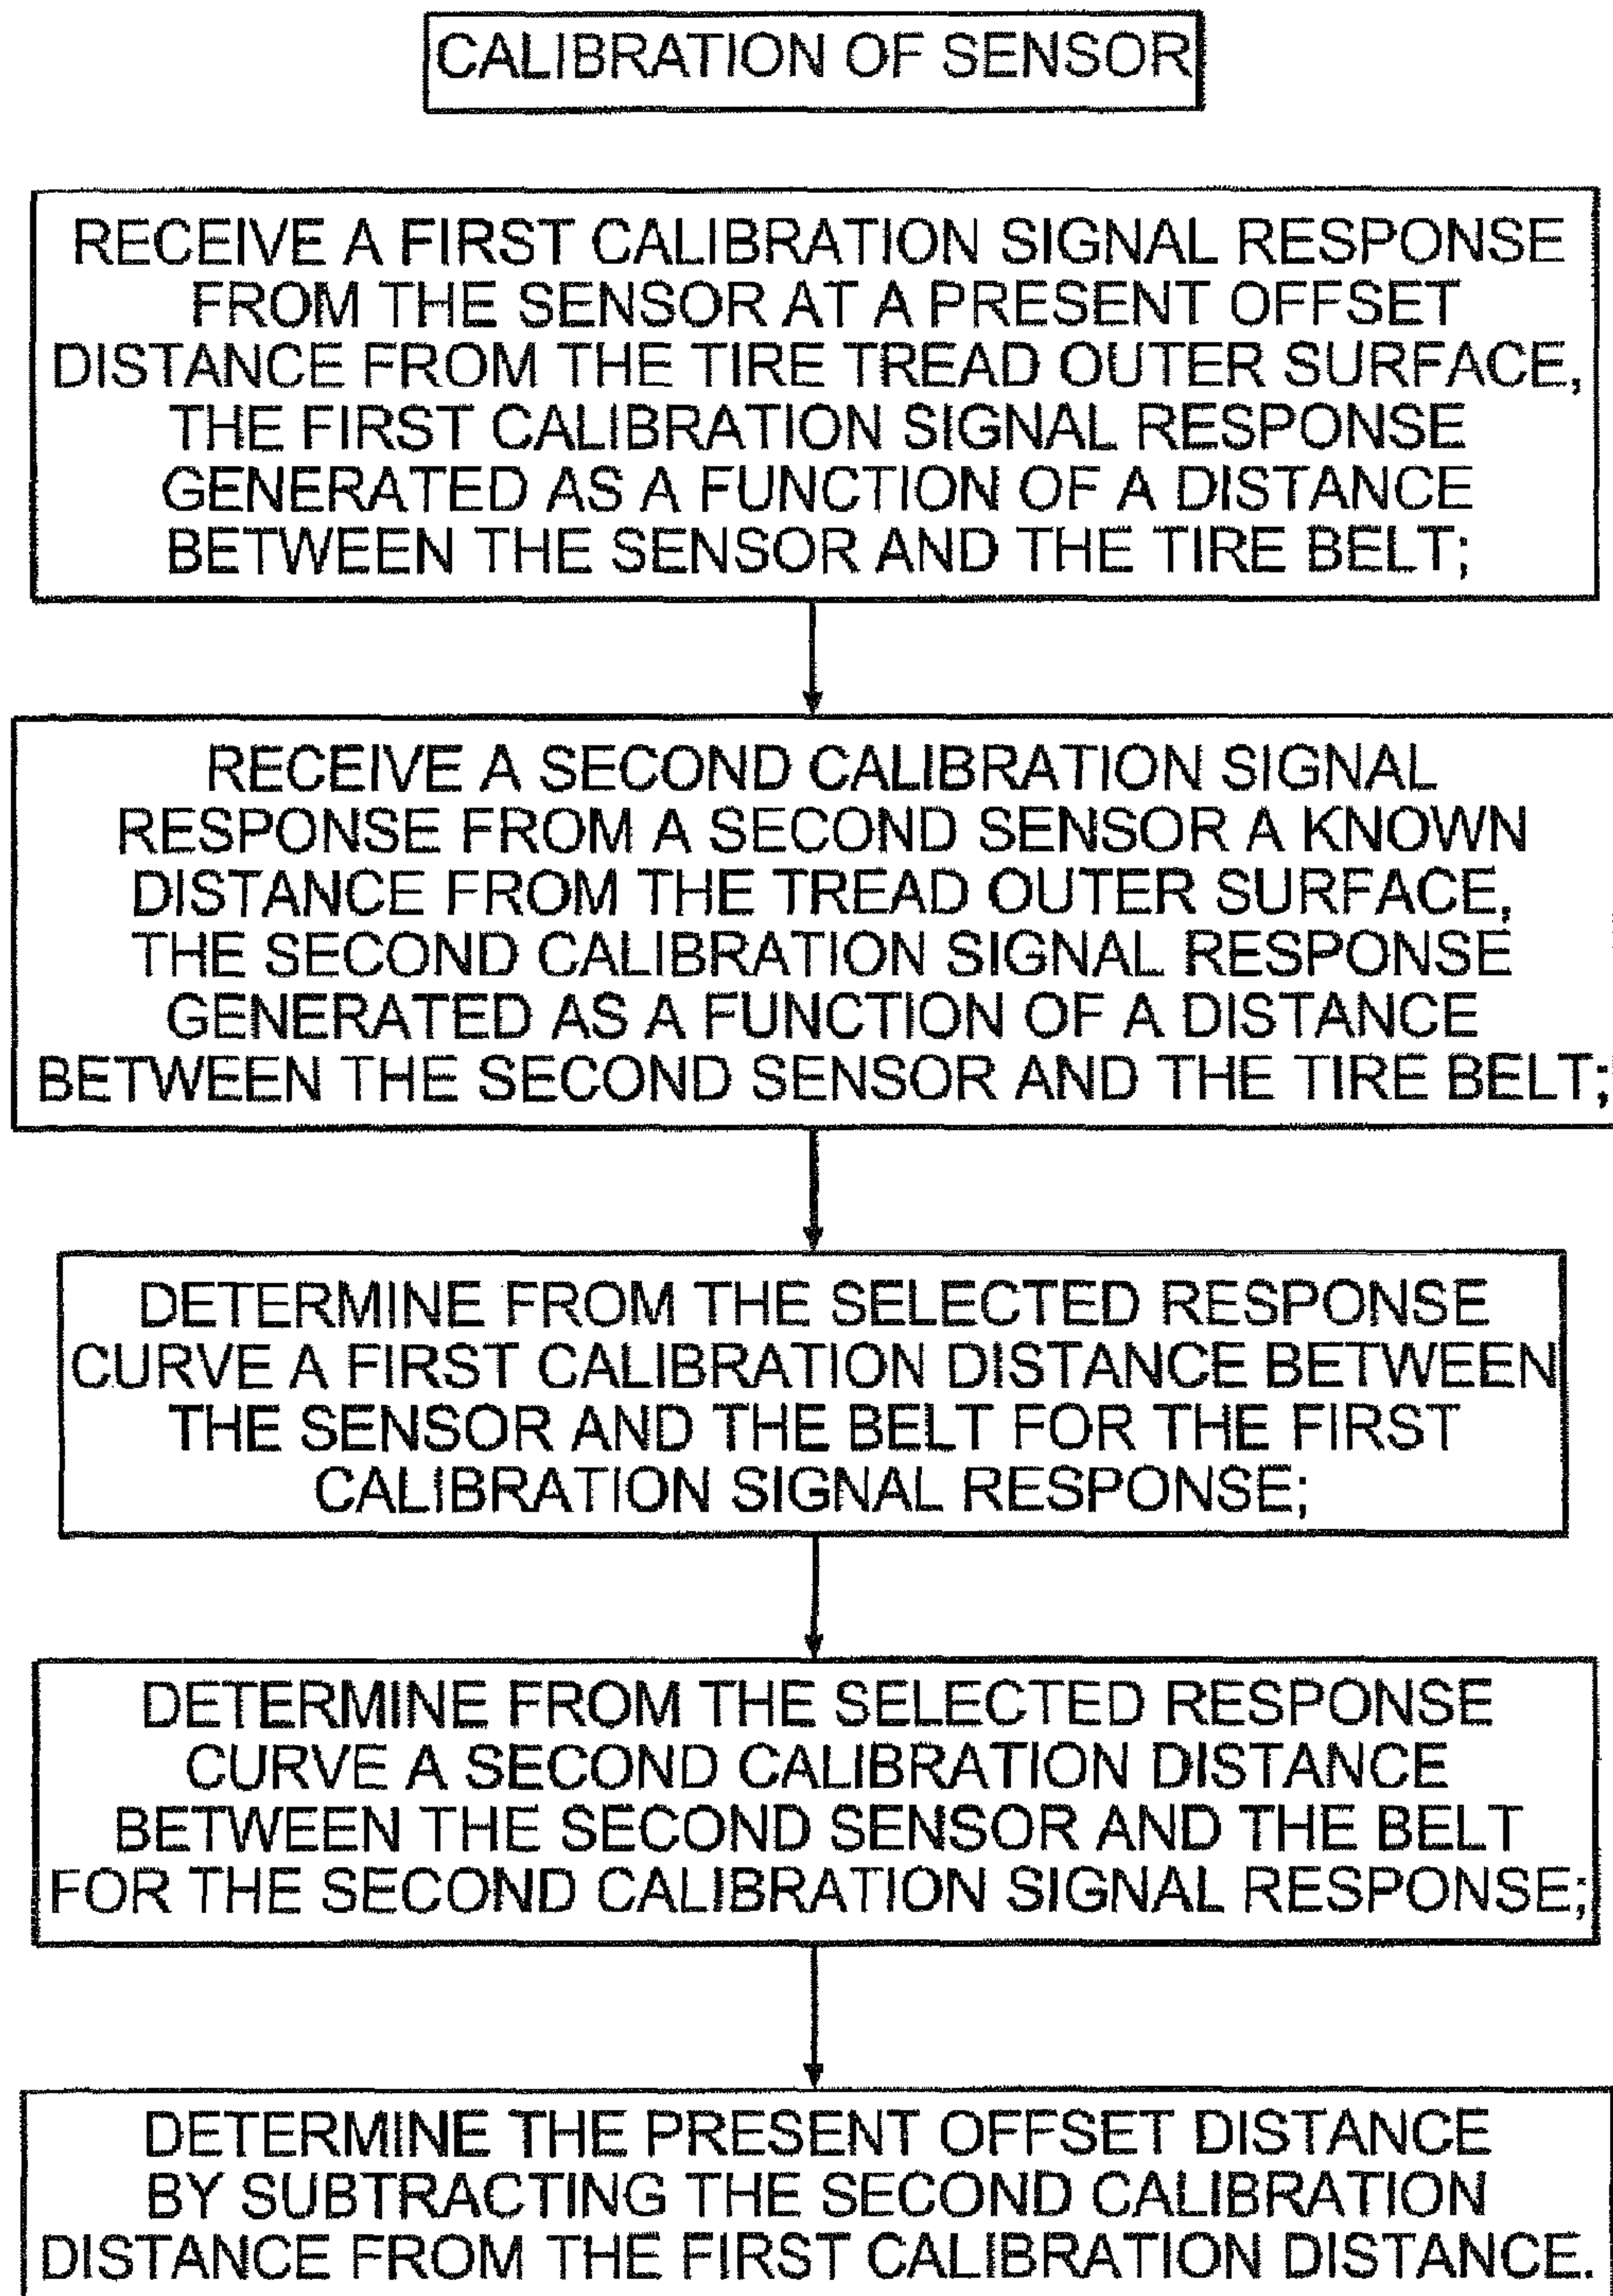 CALIBRATION OF SENSOR
RECEIVE A FIRST CALIBRATION SIGNAL RESPONSE
FROM THE SENSOR AT A PRESENT OFFSET
DISTANCE FROM THE TIRE TREAD OUTER SURFACE,
THE FIRST CALIBRATION SIGNAL RESPONSE
GENERATED AS A FUNCTION OF A DISTANCE
BETWEEN THE SENSOR AND THE TIRE BELT;
RECEIVE A SECOND CALIBRATION SIGNAL
RESPONSE FROM A SECOND SENSOR A KNOWN
DISTANCE FROM THE TREAD OUTER SURFACE,
THE SECOND CALIBRATION SIGNAL RESPONSE
GENERATED AS A FUNCTION OF A DISTANCE
BETWEEN THE SECOND SENSOR AND THE TIRE BELT;
DETERMINE FROM THE SELECTED RESPONSE
CURVE A FIRST CALIBRATION DISTANCE BETWEEN
THE SENSOR AND THE BELT FOR THE FIRST
CALIBRATION SIGNAL RESPONSE;
DETERMINE FROM THE SELECTED RESPONSE
CURVE A SECOND CALIBRATION DISTANCE
BETWEEN THE SECOND SENSOR AND THE BELT
FOR THE SECOND CALIBRATION SIGNAL RESPONSE;
DETERMINE THE PRESENT OFFSET DISTANCE
BY SUBTRACTING THE SECOND CALIBRATION
DISTANCE FROM THE FIRST CALIBRATION DISTANCE.